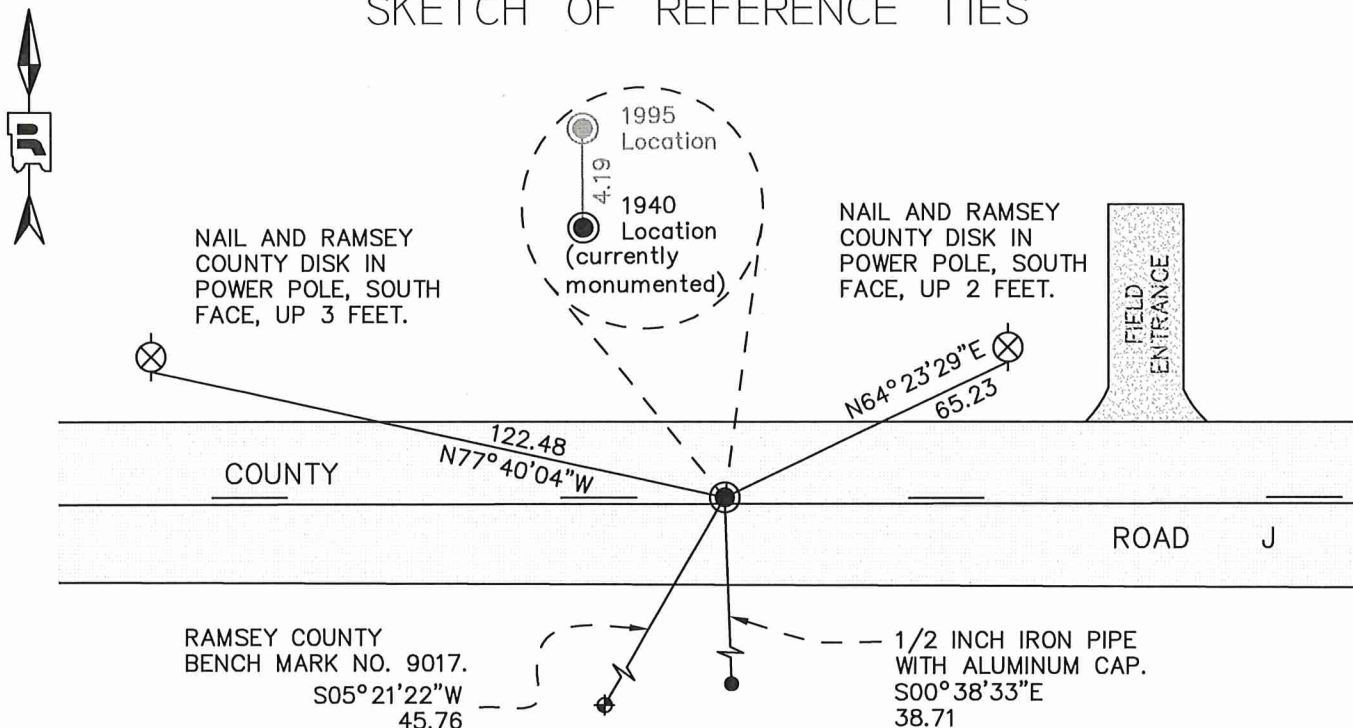 SKETCH OF REFERENCE TIES
R
1995
Location
4.19
1940
Location
(currently
monumented)
NAIL AND RAMSEY
COUNTY DISK IN
POWER POLE, SOUTH
FACE, UP 3 FEET.
NAIL AND RAMSEY
COUNTY DISK IN
POWER POLE, SOUTH
FACE, UP 2 FEET.
FIELD
ENTRANCE
N64°23'29"E
65.23
122.48
N77°40'04"W
COUNTY
ROAD J
RAMSEY COUNTY
BENCH MARK NO. 9017.
S05°21'22"W
45.76
1/2 INCH IRON PIPE
WITH ALUMINUM CAP.
S00°38'33"E
38.71